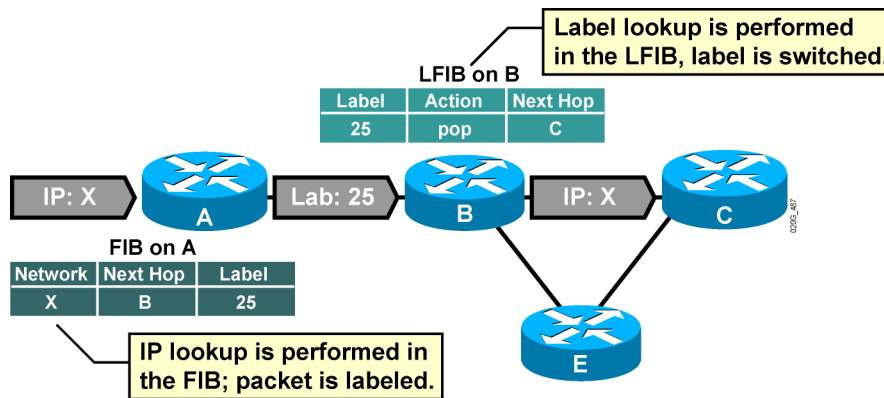 Label lookup is performed
in the LFIB, label is switched.
LFIB on B
Label Action Next Hop
25 pop C
IP: X
A
Lab: 25
B
IP: X
C
020G_487
FIB on A
Network Next Hop Label
X B 25
IP lookup is performed in
the FIB; packet is labeled.
E